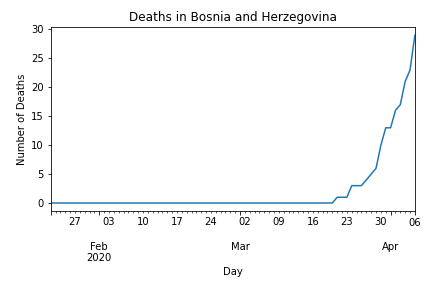 Deaths in Bosnia and Herzegovina
30
25
20
15
10
5
0
Number of Deaths
27 03 10 17 24 02 09 16 23 30 06
Feb Mar Apr
2020
Day